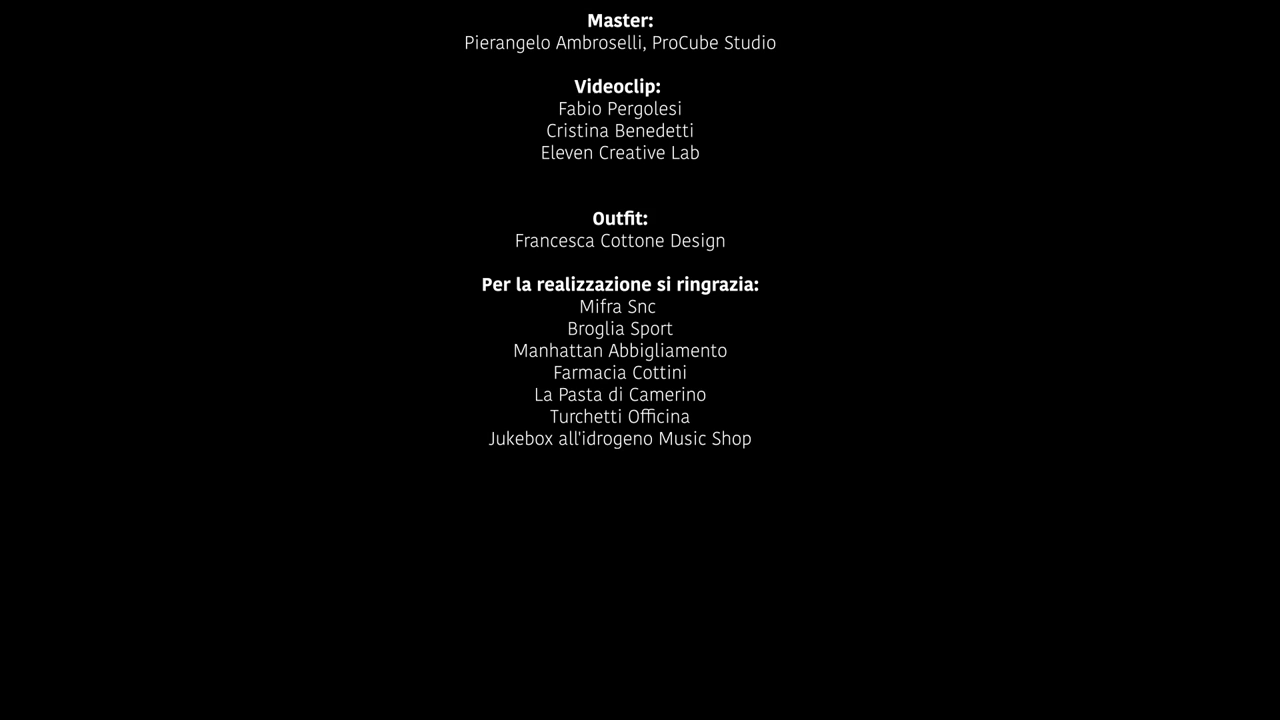 Master:
Pierangelo Ambroselli, ProCube Studio
Videoclip:
Fabio Pergolesi
Cristina Benedetti
Eleven Creative Lab
Outfit:
Francesca Cottone Design
Per la realizzazione si ringrazia:
Mifra Snc
Broglia Sport
Manhattan Abbigliamento
Farmacia Cottini
La Pasta di Camerino
Turchetti Officina
Jukebox all'idrogeno Music Shop